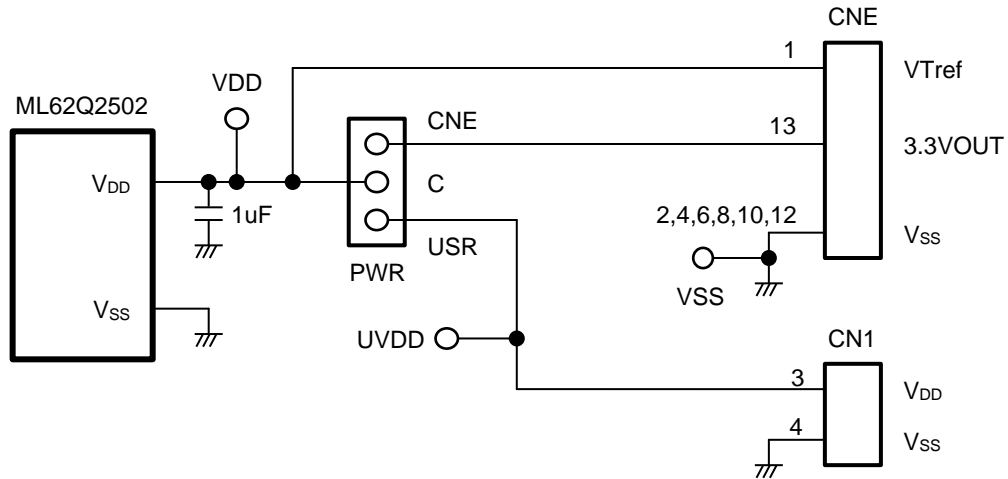 CNE
1
VTref
VDD
ML62Q2502
CNE
13
3.3VOUT
VDD
C
1uF
2,4,6,8,10,12
VSS
USR
PWR
VSS
VSS
UVDD
CN1
3
VDD
4
VSS